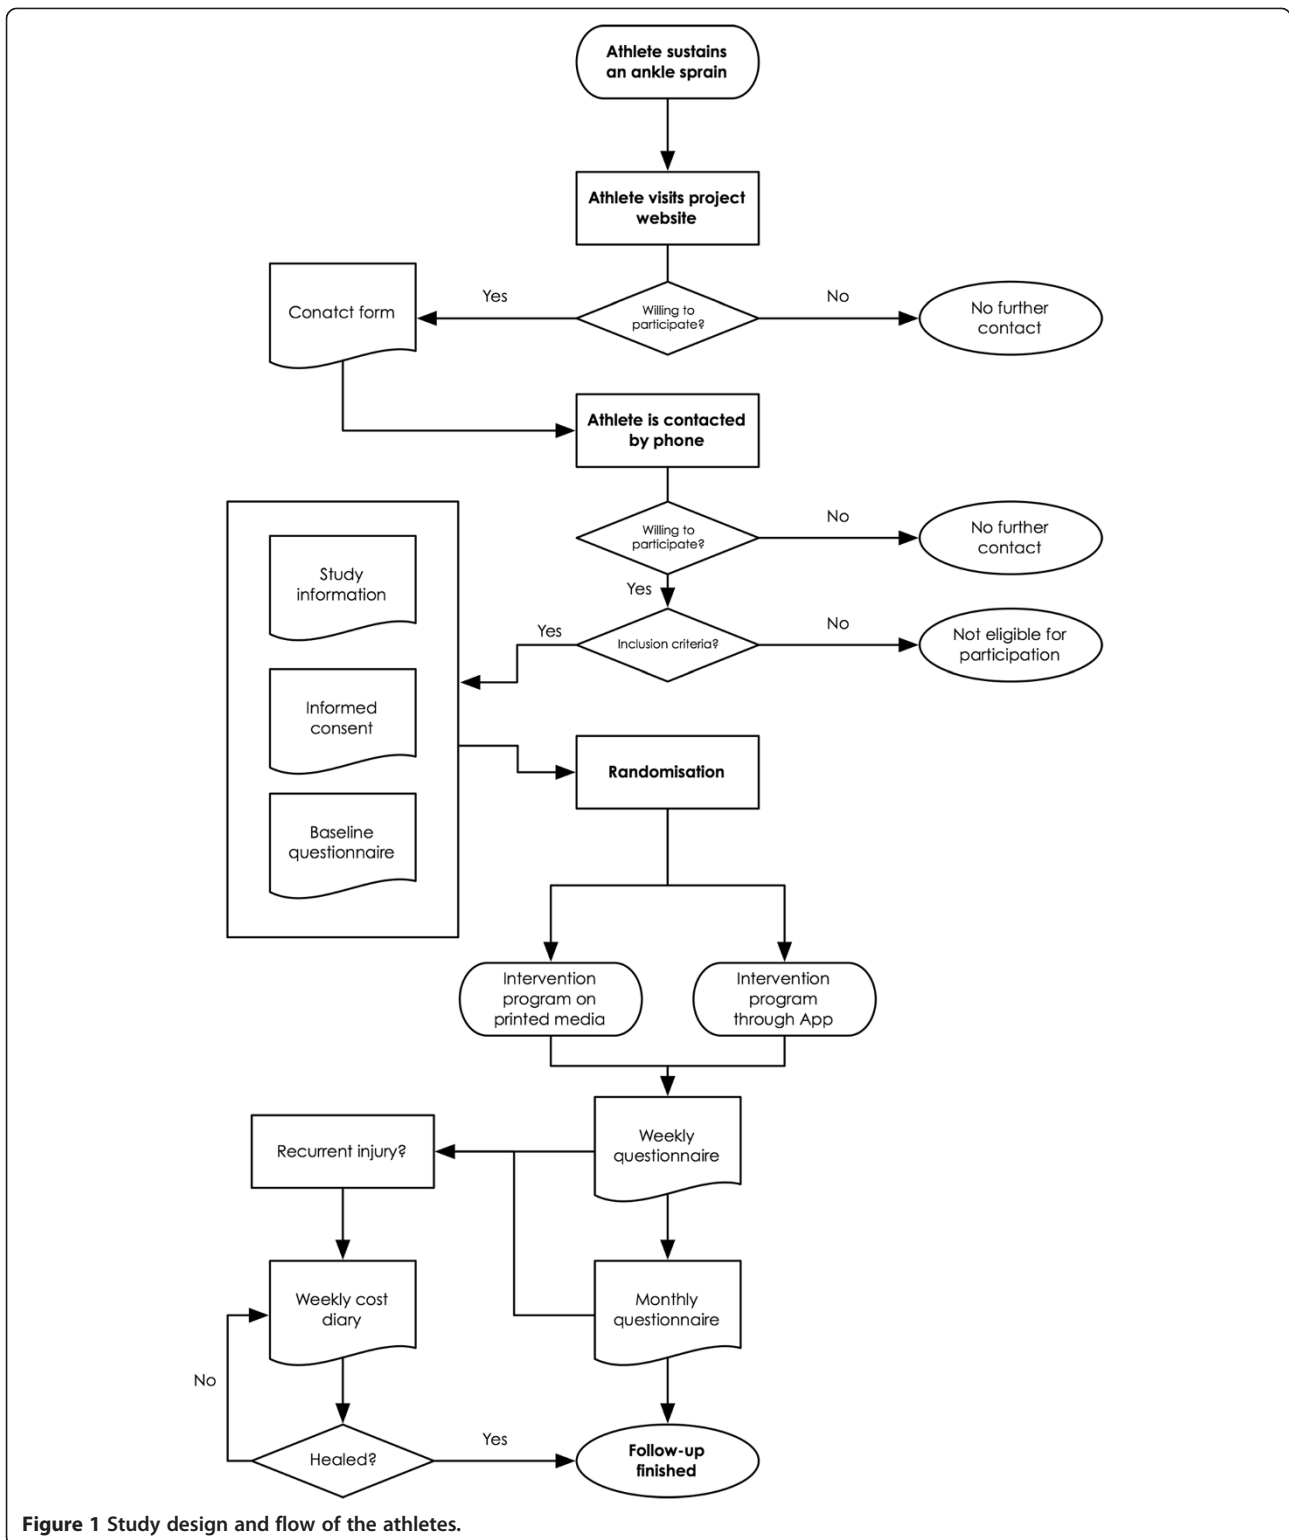 Athlete sustains
an ankle sprain
Athlete visits project
website
Conatct form
Yes
Willing to
participate?
No
No further
contact
Athlete is contacted
by phone
Willing to
participate?
No
No further
contact
Yes
Study
information
Yes
Inclusion criteria?
No
Not eligible for
participation
Informed
consent
Randomisation
Baseline
questionnaire
Intervention
program on
printed media
Intervention
program
through App
Recurrent injury?
Weekly
questionnaire
Weekly cost
diary
Monthly
questionnaire
No
Healed?
Yes
Follow-up
finished
Figure 1 Study design and flow of the athletes.